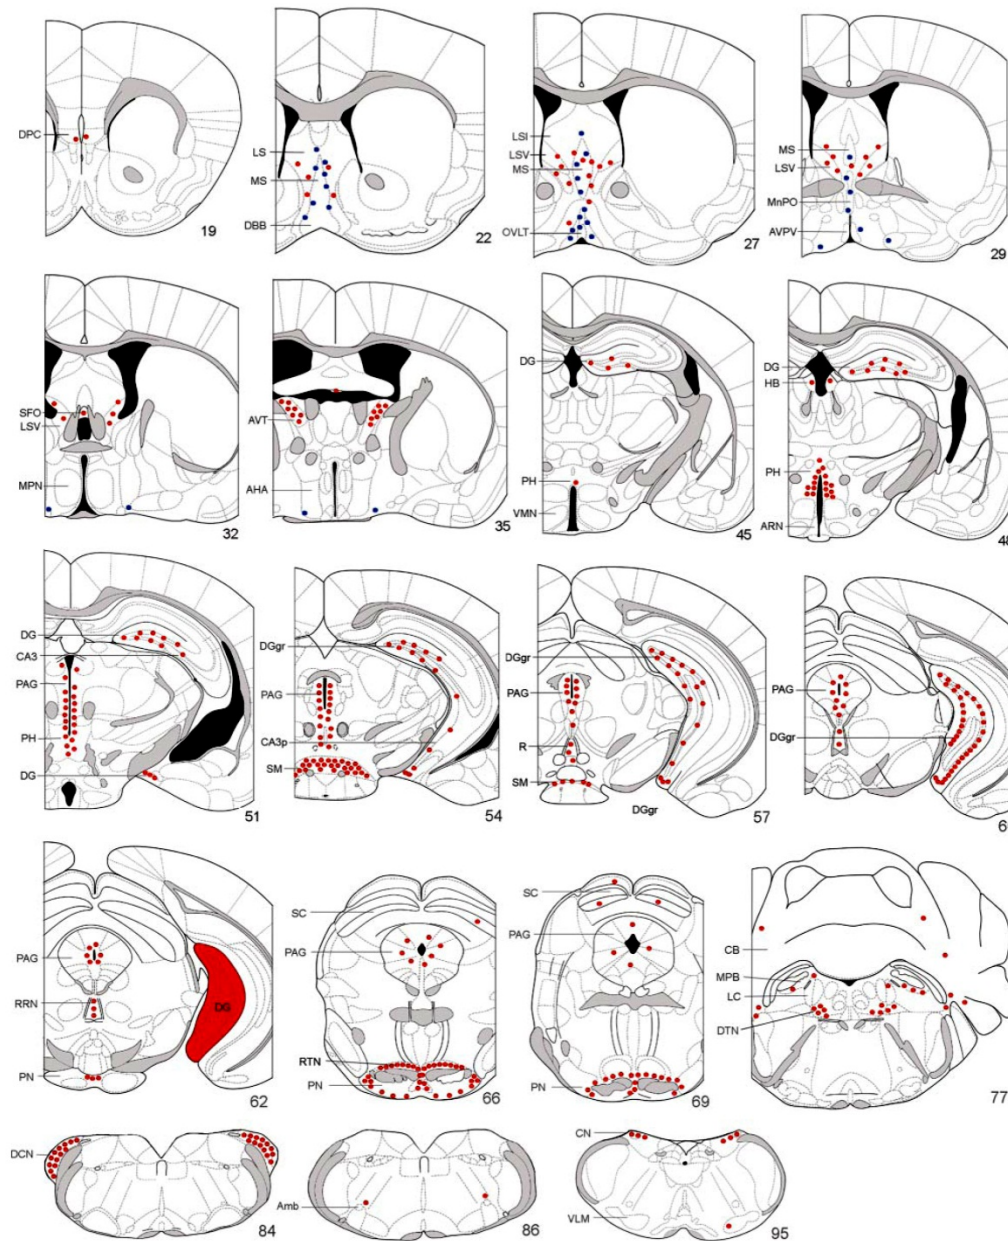 DPC
19
LS
MS
DBB
22
LSI
LSV
MS
OVLT
27
MS
LSV
MnPO
AVPV
29
SFO
LSV
MPN
32
AVT
AHA
35
DG
PH
VMN
45
DG
HB
PH
ARN
48
DG
CA3
PAG
PH
DG
51
DGgr
PAG
CA3p
SM
54
DGgr
PAG
R
SM
DGgr
57
PAG
DGgr
PAG
DG
RRN
PN
62
SC
PAG
RTN
PN
66
SC
PAG
PN
69
CB
MPB
LC
DTN
77
DCN
84
Amb
86
CN
VLM
95